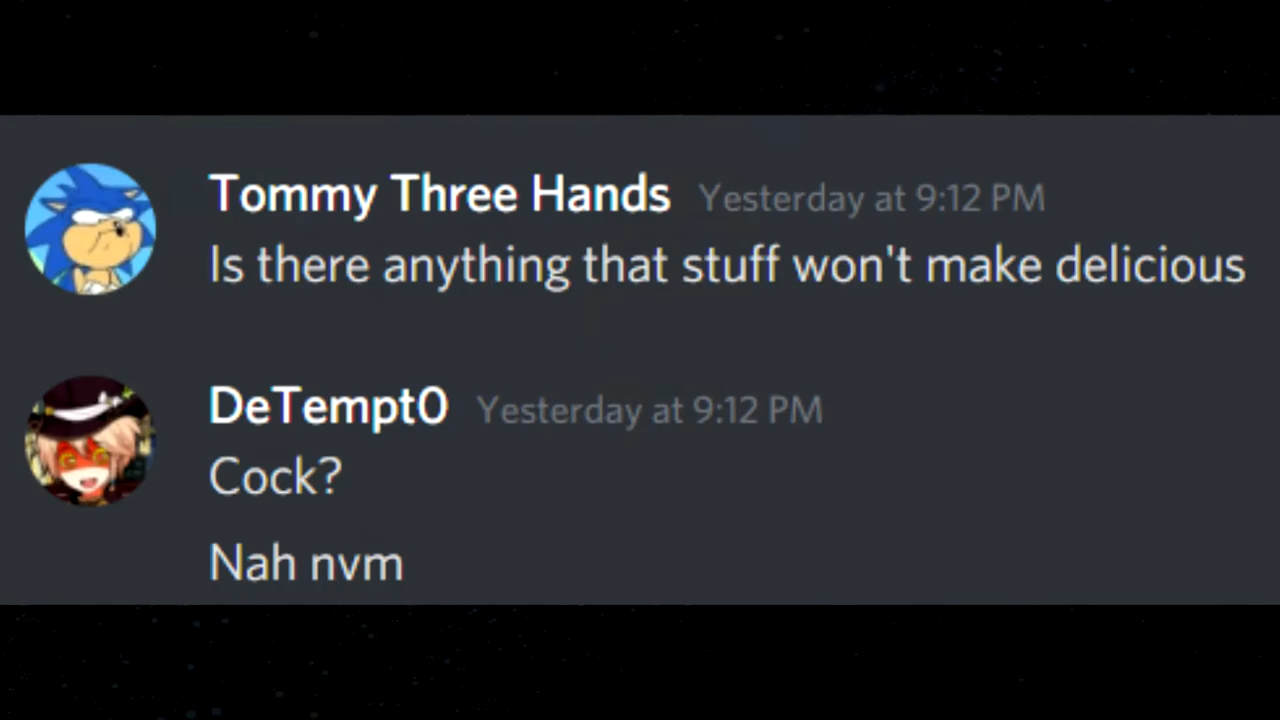 Tommy Three Hands Yesterday at 9:12 PM
Is there anything that stuff won't make delicious
DeTempt0 Yesterday at 9:12 PM
Cock?
Nah nvm